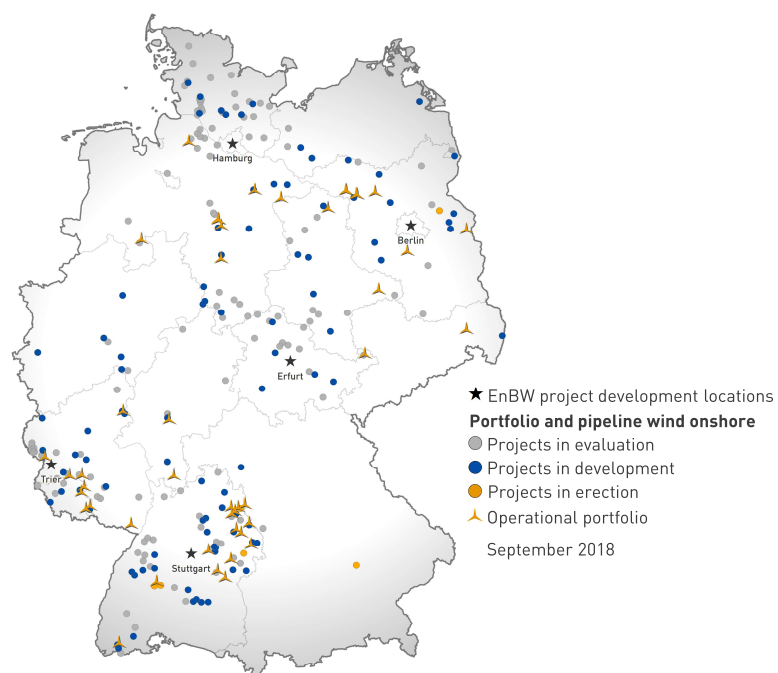 Hamburg
Berlin
Erfurt
EnBW project development locations
Portfolio and pipeline wind onshore
Projects in evaluation
Trier
Projects in development
Projects in erection
Operational portfolio
September 2018
Stuttgart